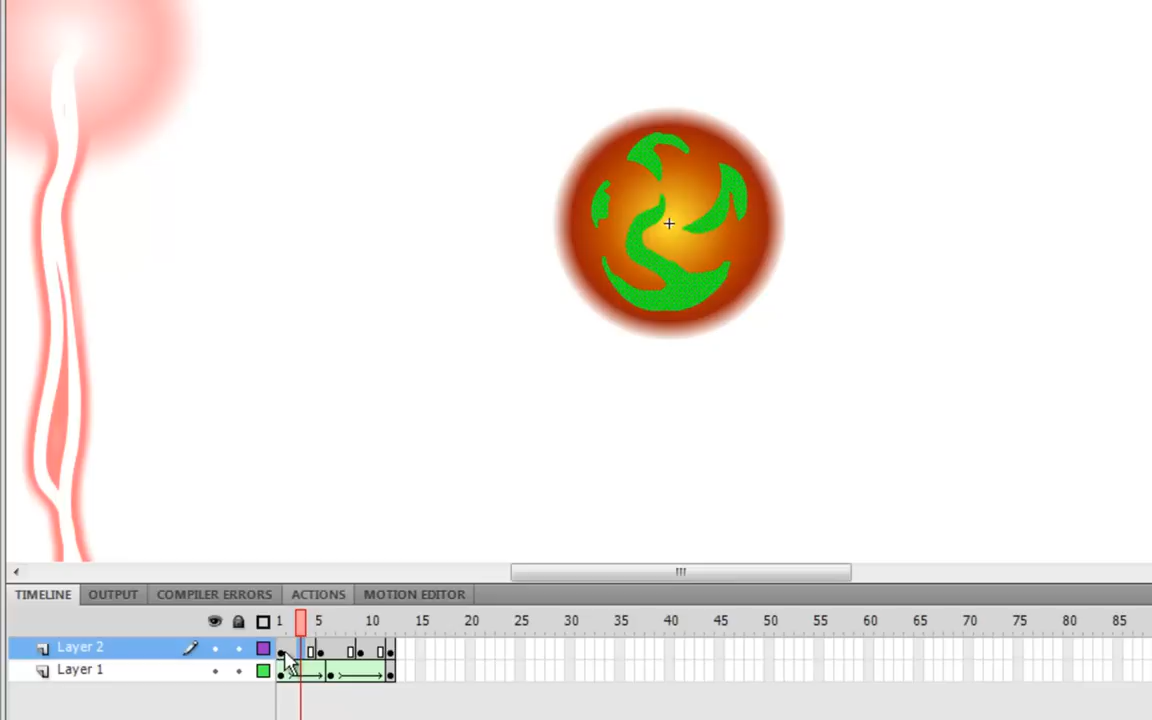 TIMELINE OUTPUT COMPILER ERRORS ACTIONS MOTION EDITOR
1 5 10 15 20 25 30 35 40 45 50 55 60 65 70 75 80 85
Layer 2
Layer 1